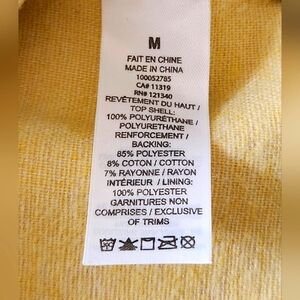 M
FAIT EN CHINE
MADE IN CHINA
100052785
CA# 11319
RN# 121340
REVÊTEMENT DU HAUT /
TOP SHELL:
100% POLYURÉTHANE /
POLYURETHANE
RENFORCEMENT /
BACKING:
85% POLYESTER
8% COTON / COTTON
7% RAYONNE / RAYON
INTÉRIEUR / LINING:
100% POLYESTER
GARNITURES NON
COMPRISES / EXCLUSIVE
OF TRIMS